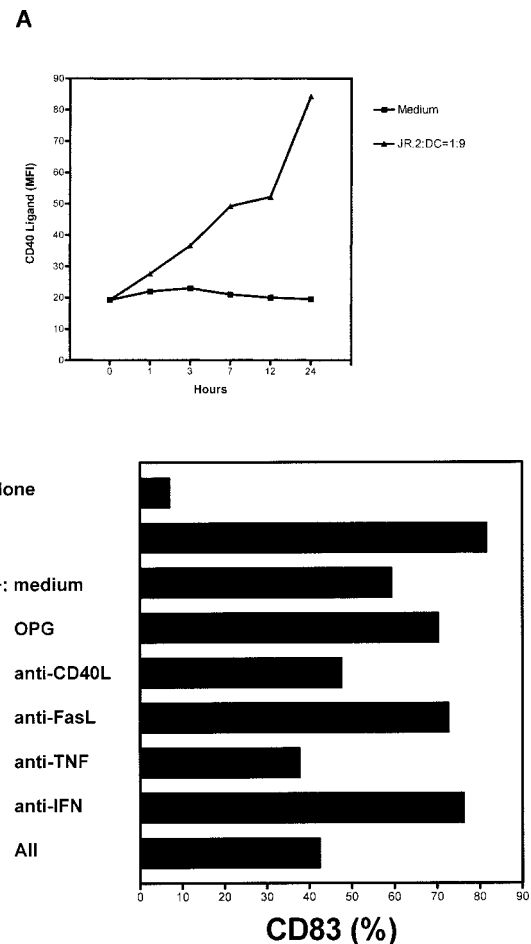 A
90
80
70
60
50
40
30
20
10
0
CD40 Ligand (MFI)
0 1 3 7 12 24
Hours
Medium
JR.2:DC=1:9
medium
OPG
anti-CD40L
anti-FasL
anti-TNF
anti-IFN
All
0 10 20 30 40 50 60 70 80 90
CD83 (%)